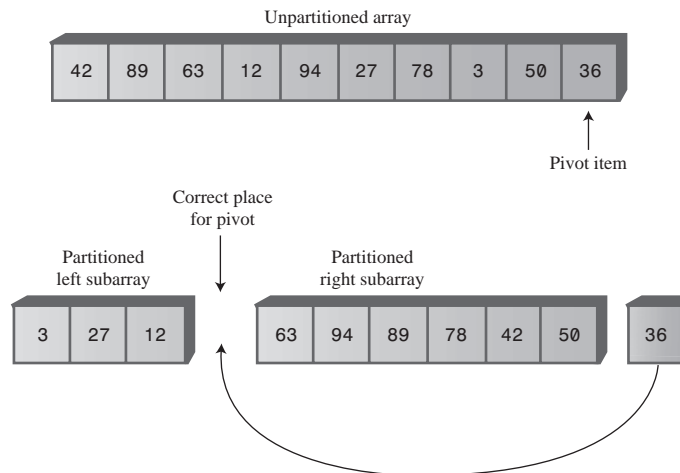 Unpartitioned array
42 89 63 12 94 27 78 3 50 36
Pivot item
Correct place
for pivot
Partitioned
left subarray
Partitioned
right subarray
3 27 12 63 94 89 78 42 50 36